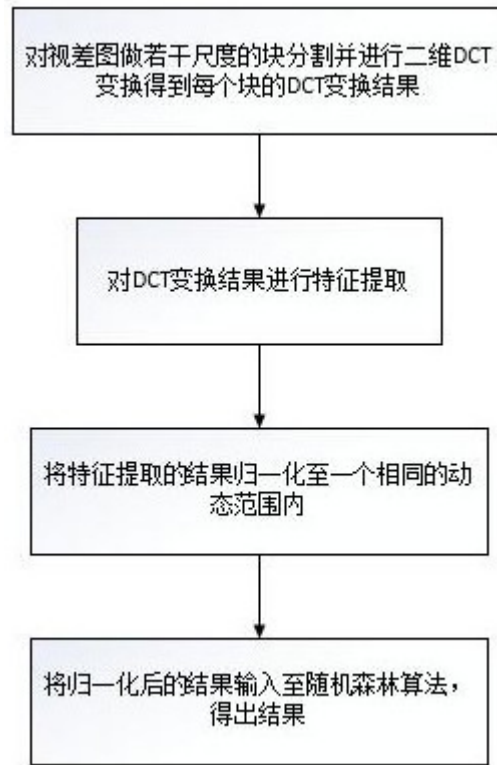 对视差图做若干尺度的块分割并进行二维DCT
变换得到每个块的DCT变换结果
对DCT变换结果进行特征提取
将特征提取的结果归一化至一个相同的动
态范围内
将归一化后的结果输入至随机森林算法，
得出结果